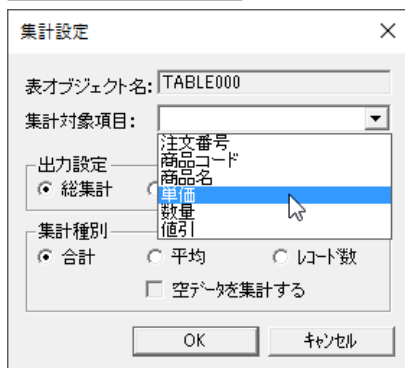 集計設定
表オブジェクト名: TABLE000
集計対象項目:
注文番号
商品コード
商品名
単価
数量
値引
出力設定
総集計
集計種別
合計 平均 レコード数
空データを集計する
OK キャンセル